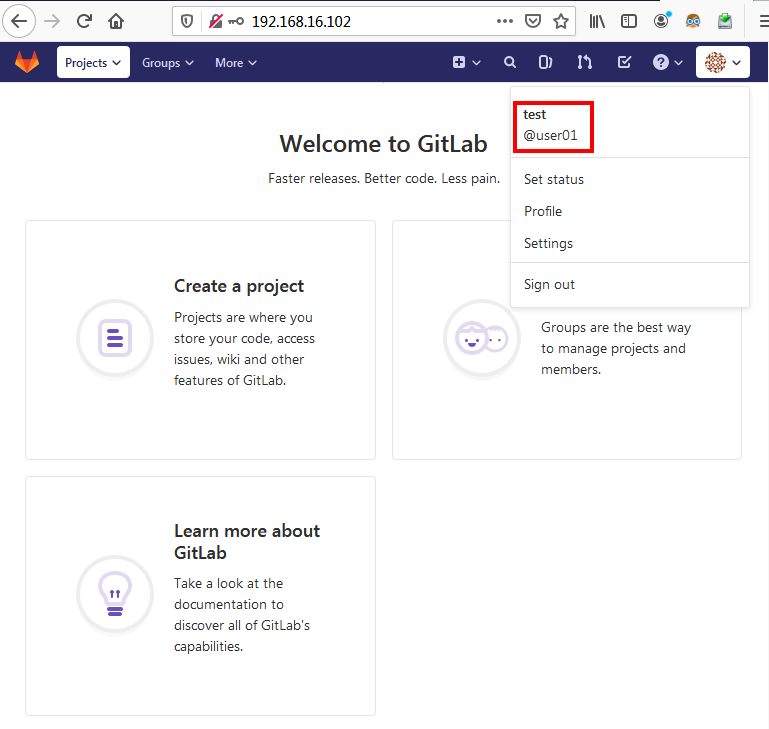 192.168.16.102
Projects Groups More
test
@user01
Set status
Profile
Settings
Sign out
Welcome to GitLab
Faster releases. Better code. Less pain.
Create a project
Projects are where you
store your code, access
issues, wiki and other
features of GitLab.
Groups are the best way
to manage projects and
members.
Learn more about
GitLab
Take a look at the
documentation to
discover all of GitLab's
capabilities.